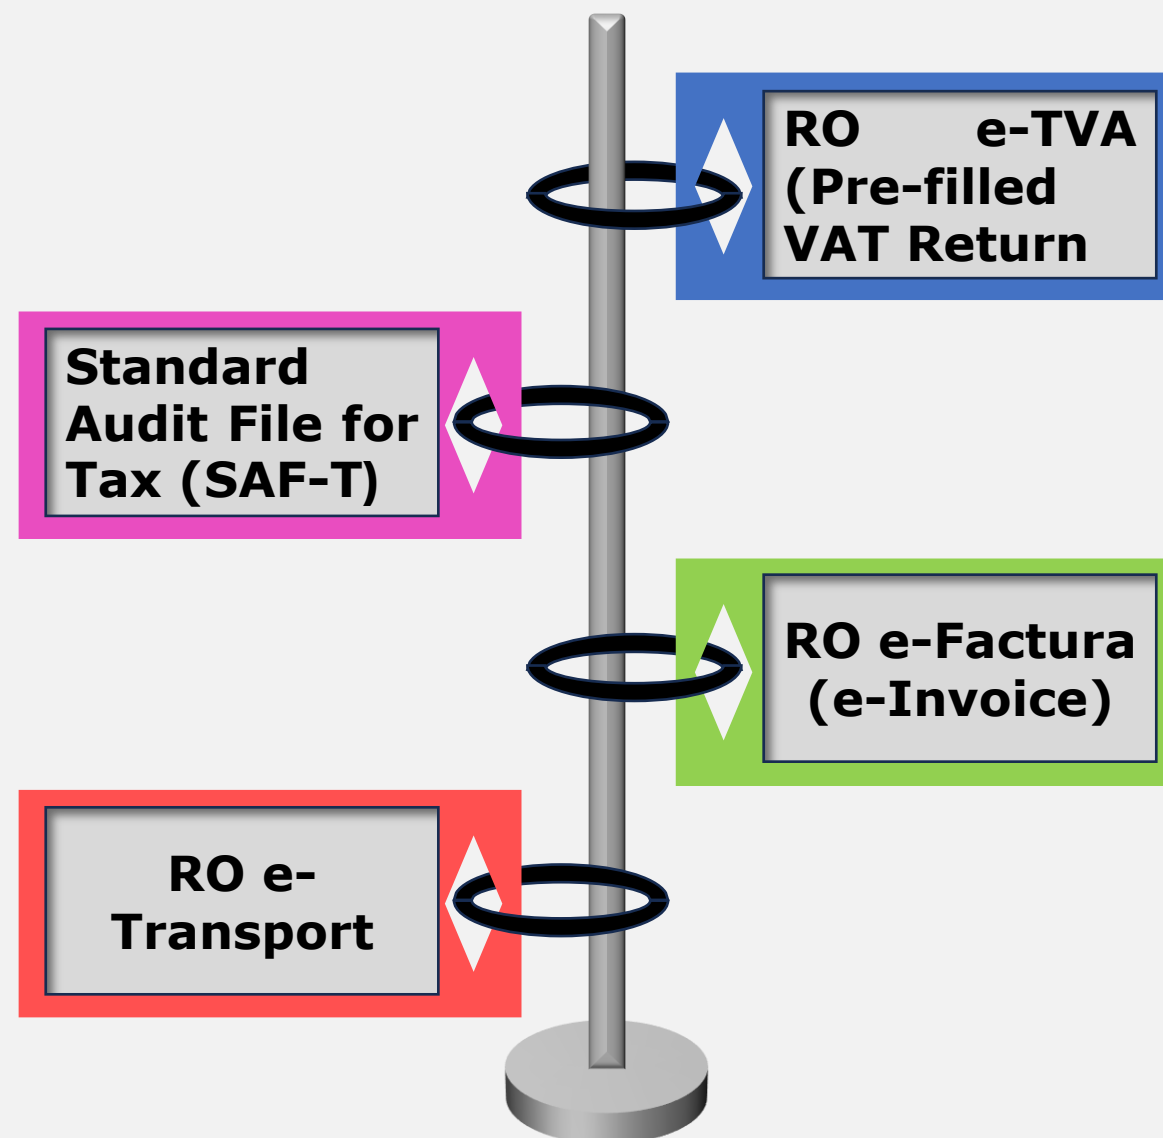 RO e-TVA
(Pre-filled
VAT Return
Standard
Audit File for
Tax (SAF-T)
RO e-Factura
(e-Invoice)
RO e-
Transport